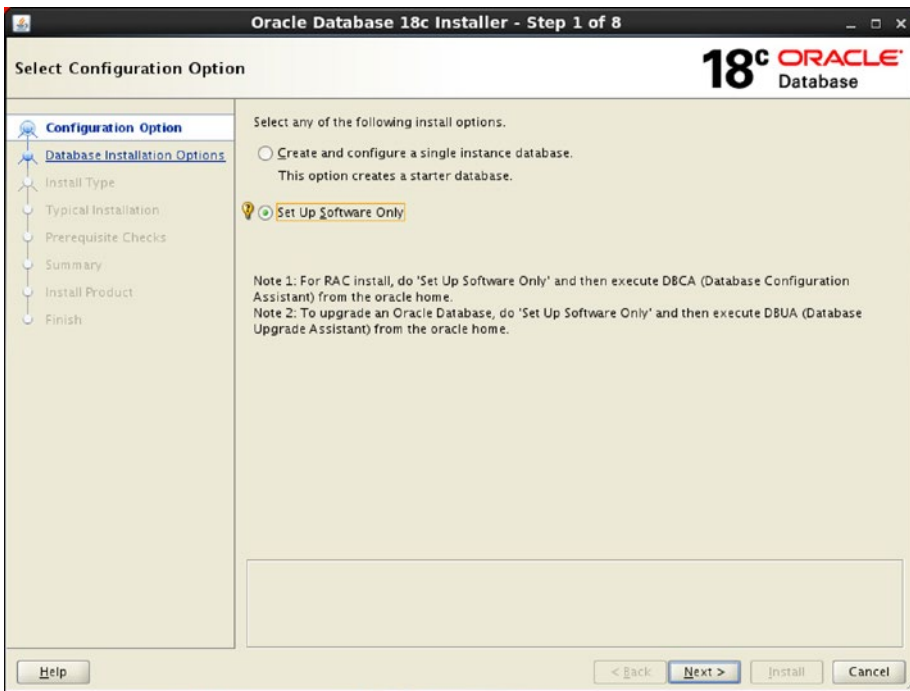 Oracle Database 18c Installer - Step 1 of 8
Select Configuration Option
18c ORACLE
Database
Configuration Option
Database Installation Options
Install Type
Typical Installation
Prerequisite Checks
Summary
Install Product
Finish
Select any of the following install options.
Create and configure a single instance database.
This option creates a starter database.
Set Up Software Only
Note 1: For RAC install, do 'Set Up Software Only' and then execute DBCA (Database Configuration
Assistant) from the oracle home.
Note 2: To upgrade an Oracle Database, do 'Set Up Software Only' and then execute DBUA (Database
Upgrade Assistant) from the oracle home.
Help
< Back
Next >
Install
Cancel